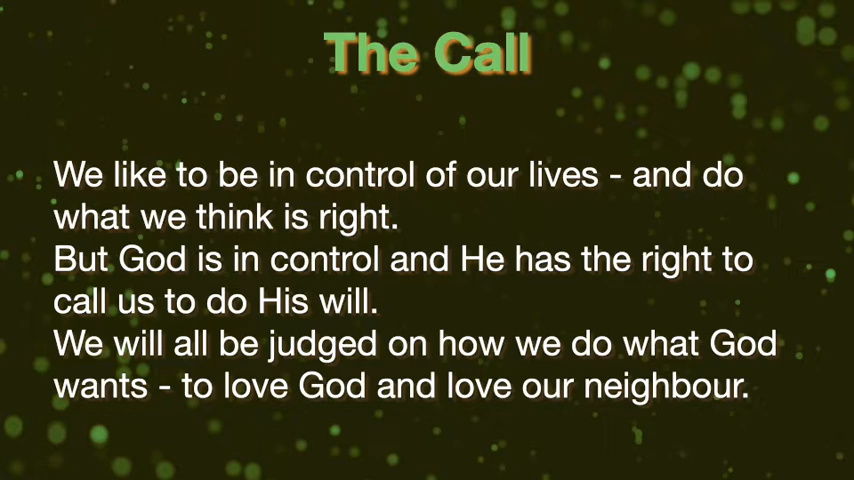 The Call
We like to be in control of our lives - and do
what we think is right.
But God is in control and He has the right to
call us to do His will.
We will all be judged on how we do what God
wants - to love God and love our neighbour.